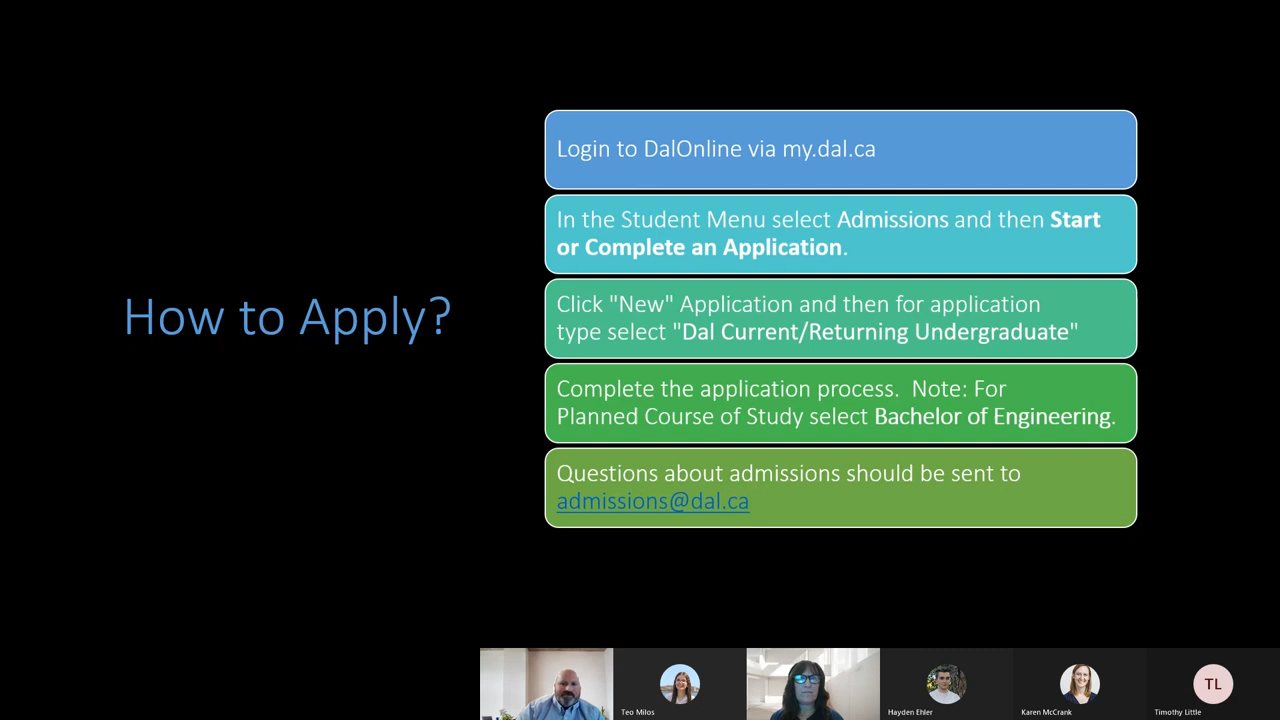 How to Apply?
Login to DalOnline via my.dal.ca
In the Student Menu select Admissions and then Start
or Complete an Application.
Click "New" Application and then for application
type select "Dal Current/Returning Undergraduate"
Complete the application process.  Note: For
Planned Course of Study select Bachelor of Engineering.
Questions about admissions should be sent to
admissions@dal.ca
Teo Milos
Hayden Ehler
Karen McCrank
TL
Timothy Little